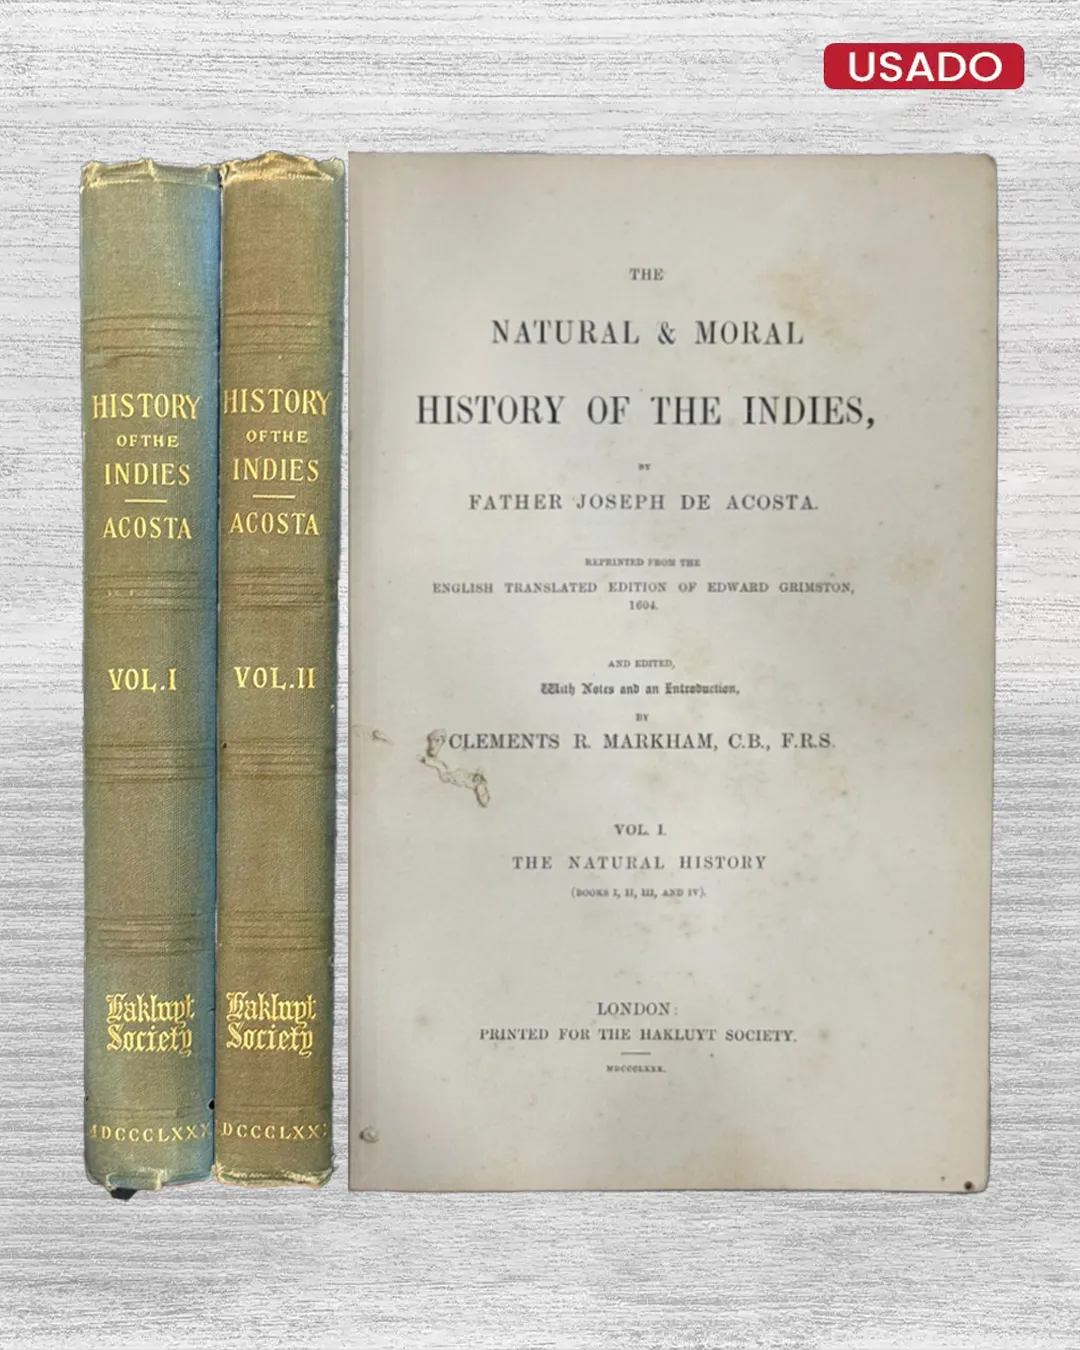 USADO
HISTORY
OF THE
INDIES
ACOSTA
VOL. I
Hakluyt
Society
MDCCCLXXX
HISTORY
OF THE
INDIES
ACOSTA
VOL. II
Hakluyt
Society
DCCCLXX
THE
NATURAL & MORAL
HISTORY OF THE INDIES,
BY
FATHER JOSEPH DE ACOSTA.
REPRINTED FROM THE
ENGLISH TRANSLATED EDITION OF EDWARD GRIMSTON,
1604.
AND EDITED,
With Notes and an Introduction,
BY
CLEMENTS R. MARKHAM, C.B., F.R.S.
VOL. I.
THE NATURAL HISTORY
(BOOKS I, II, III, AND IV).
LONDON:
PRINTED FOR THE HAKLUYT SOCIETY.
MDCCCLXXX.